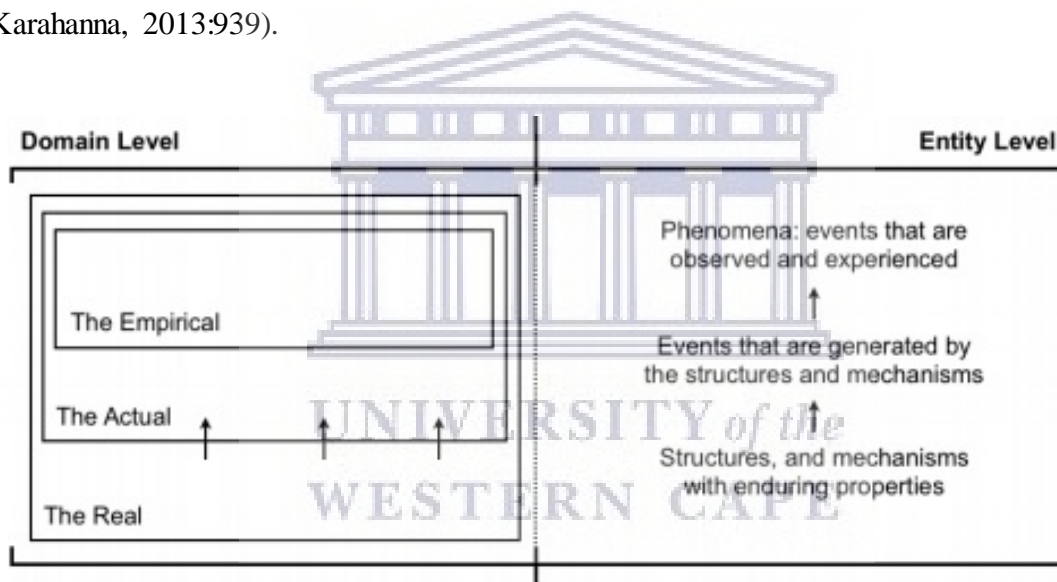 Karahanna, 2013:939).
Domain Level
Entity Level
The Empirical
The Actual
The Real
Phenomena: events that are
observed and experienced
Events that are generated by
the structures and mechanisms
Structures, and mechanisms
with enduring properties
UNIVERSITY of the
WESTERN CAPE